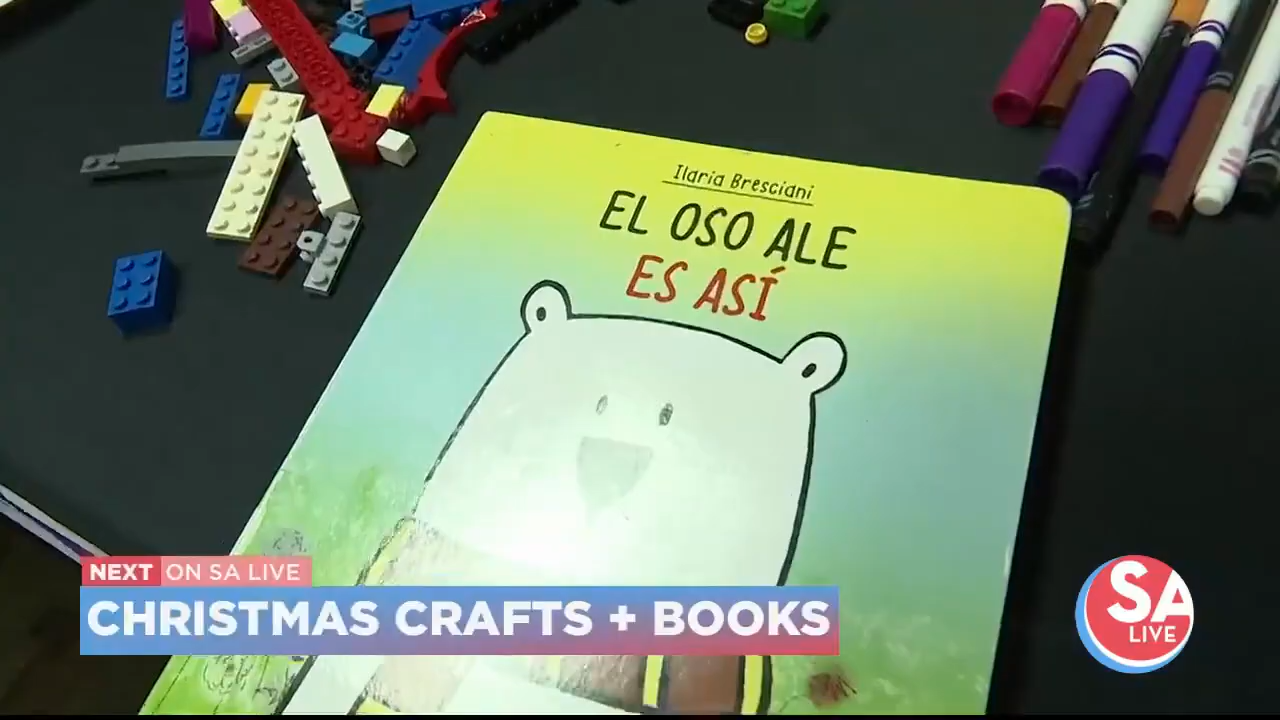 Ilaria Bresciani
EL OSO ALE
ES ASÍ
NEXT ON SA LIVE
CHRISTMAS CRAFTS + BOOKS
SA
LIVE